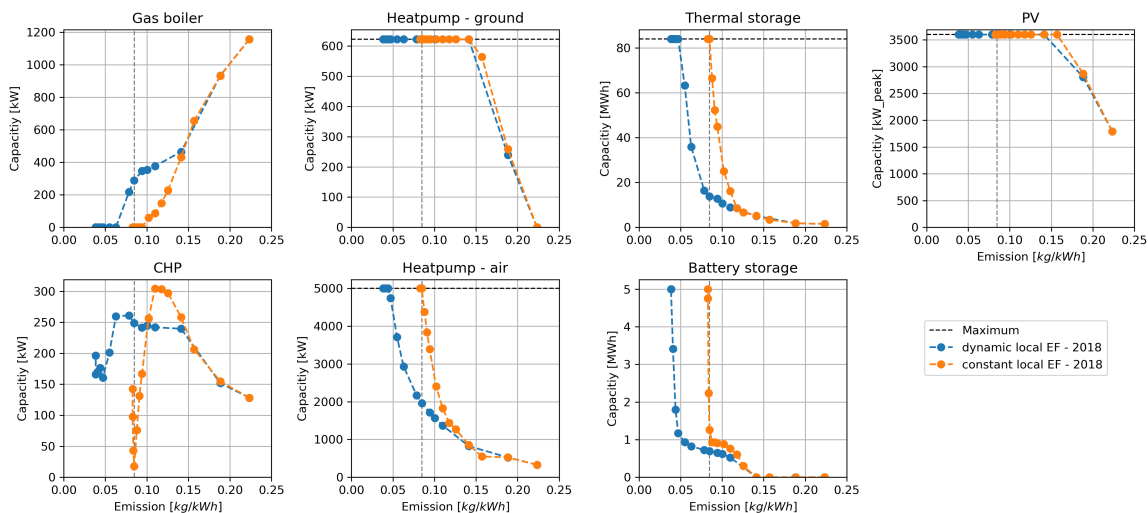 Gas boiler
Capacitiy [kW]
1200
1000
800
600
400
200
0
0.00 0.05 0.10 0.15 0.20 0.25
Heatpump - ground
Capacitiy [kW]
600
500
400
300
200
100
0
0.00 0.05 0.10 0.15 0.20 0.25
Thermal storage
Capacitiy [MWh]
80
60
40
20
0
0.00 0.05 0.10 0.15 0.20 0.25
PV
Capacitiy [kW_peak]
3500
3000
2500
2000
1500
1000
500
0
0.00 0.05 0.10 0.15 0.20 0.25
Emission [kg/kWh]
CHP
Capacitiy [kW]
300
250
200
150
100
50
0
0.00 0.05 0.10 0.15 0.20 0.25
Emission [kg/kWh]
Heatpump - air
Capacitiy [kW]
5000
4000
3000
2000
1000
0
0.00 0.05 0.10 0.15 0.20 0.25
Emission [kg/kWh]
Battery storage
Capacitiy [MWh]
5
4
3
2
1
0
0.00 0.05 0.10 0.15 0.20 0.25
Emission [kg/kWh]
Maximum
dynamic local EF - 2018
constant local EF - 2018